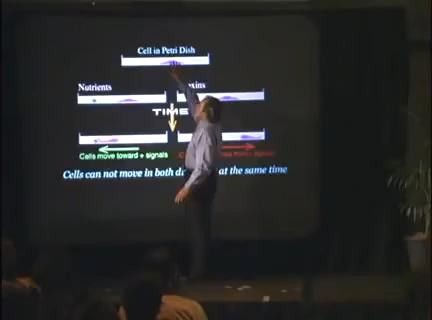 Cell in Petri Dish
Nutrients
TIME
Cells move toward + signals
Cells can not move in both at the same time